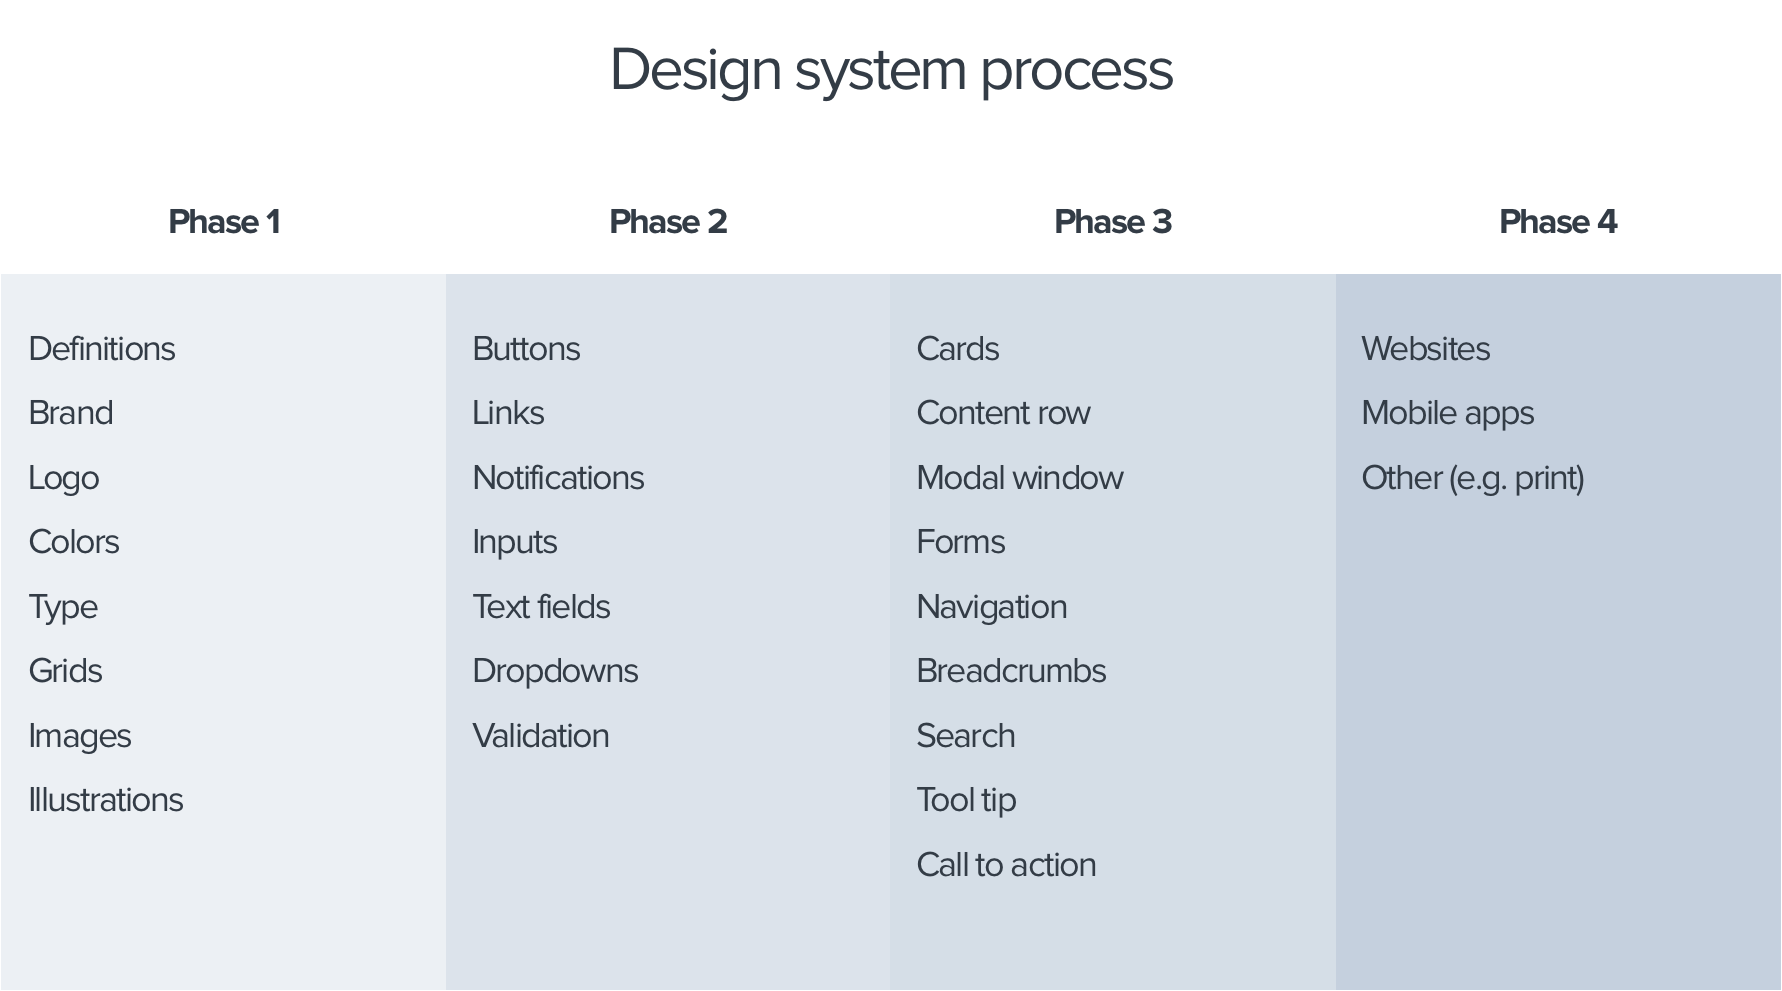 Design system process
Phase 1
Definitions
Brand
Logo
Colors
Type
Grids
Images
Illustrations
Phase 2
Buttons
Links
Notifications
Inputs
Text fields
Dropdowns
Validation
Phase 3
Cards
Content row
Modal window
Forms
Navigation
Breadcrumbs
Search
Tool tip
Call to action
Phase 4
Websites
Mobile apps
Other (e.g. print)